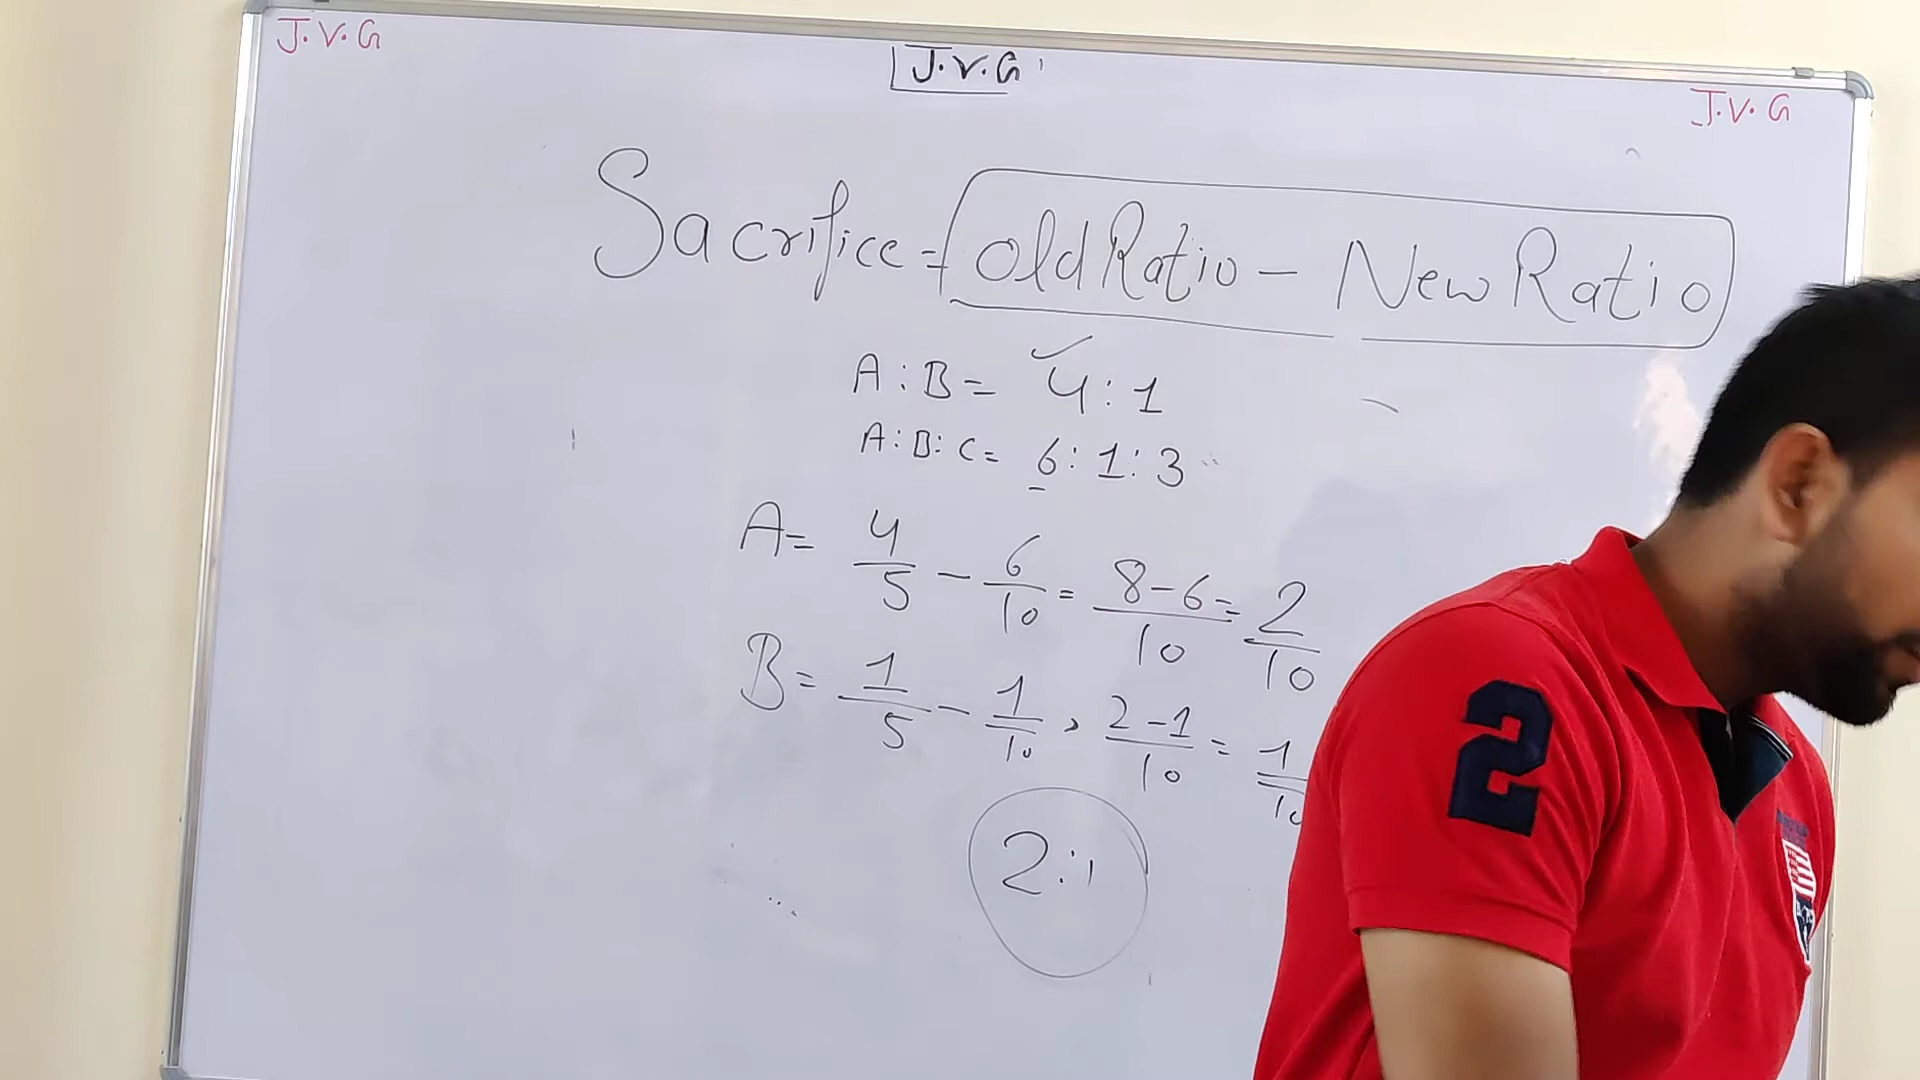 J.V.G
J.V.G
J.V.G
Sacrifice = Old Ratio - New Ratio
A:B = 4:1
A:B:C = 6:1:3
A = 4/5 - 6/10 = 8-6/10 = 2/10
B = 1/5 - 1/10 , 2-1/10 = 1/10
2:1
2